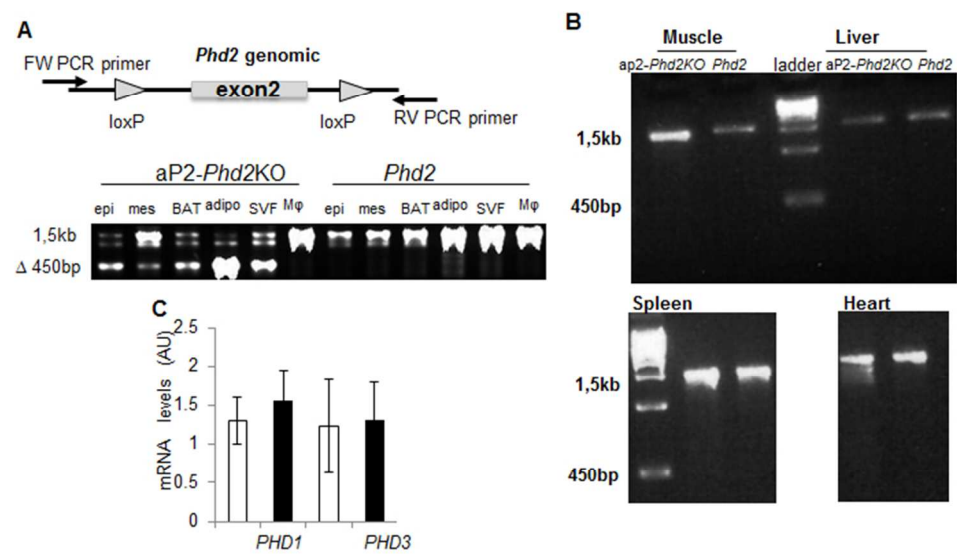 A
Phd2 genomic
FW PCR primer
exon2
loxP
loxP
RV PCR primer
aP2-Phd2KO
Phd2
epi mes BAT adipo SVF Mφ epi mes BAT adipo SVF Mφ
1,5kb
Δ 450bp
B
Muscle
Liver
ap2-Phd2KO Phd2 ladder aP2-Phd2KO Phd2
1,5kb
450bp
Spleen
Heart
1,5kb
450bp
C
mRNA levels (AU)
2.5
2
1.5
1
0.5
0
PHD1
PHD3